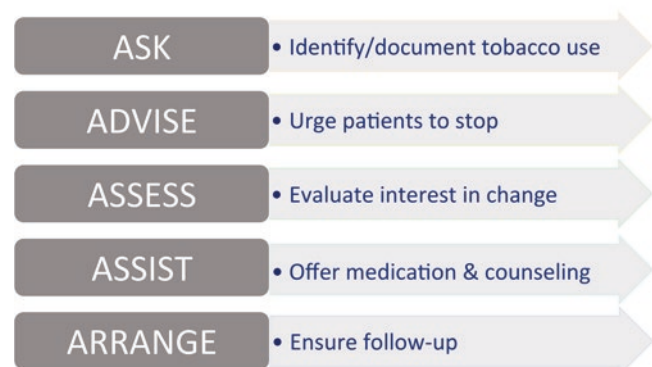 ASK • Identify/document tobacco use
ADVISE • Urge patients to stop
ASSESS • Evaluate interest in change
ASSIST • Offer medication & counseling
ARRANGE • Ensure follow-up